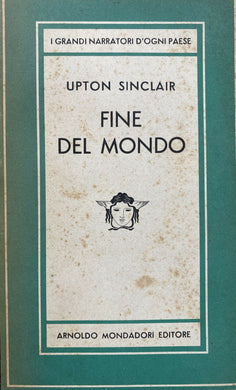 I GRANDI NARRATORI D'OGNI PAESE
UPTON SINCLAIR
FINE
DEL MONDO
ARNOLDO MONDADORI EDITORE